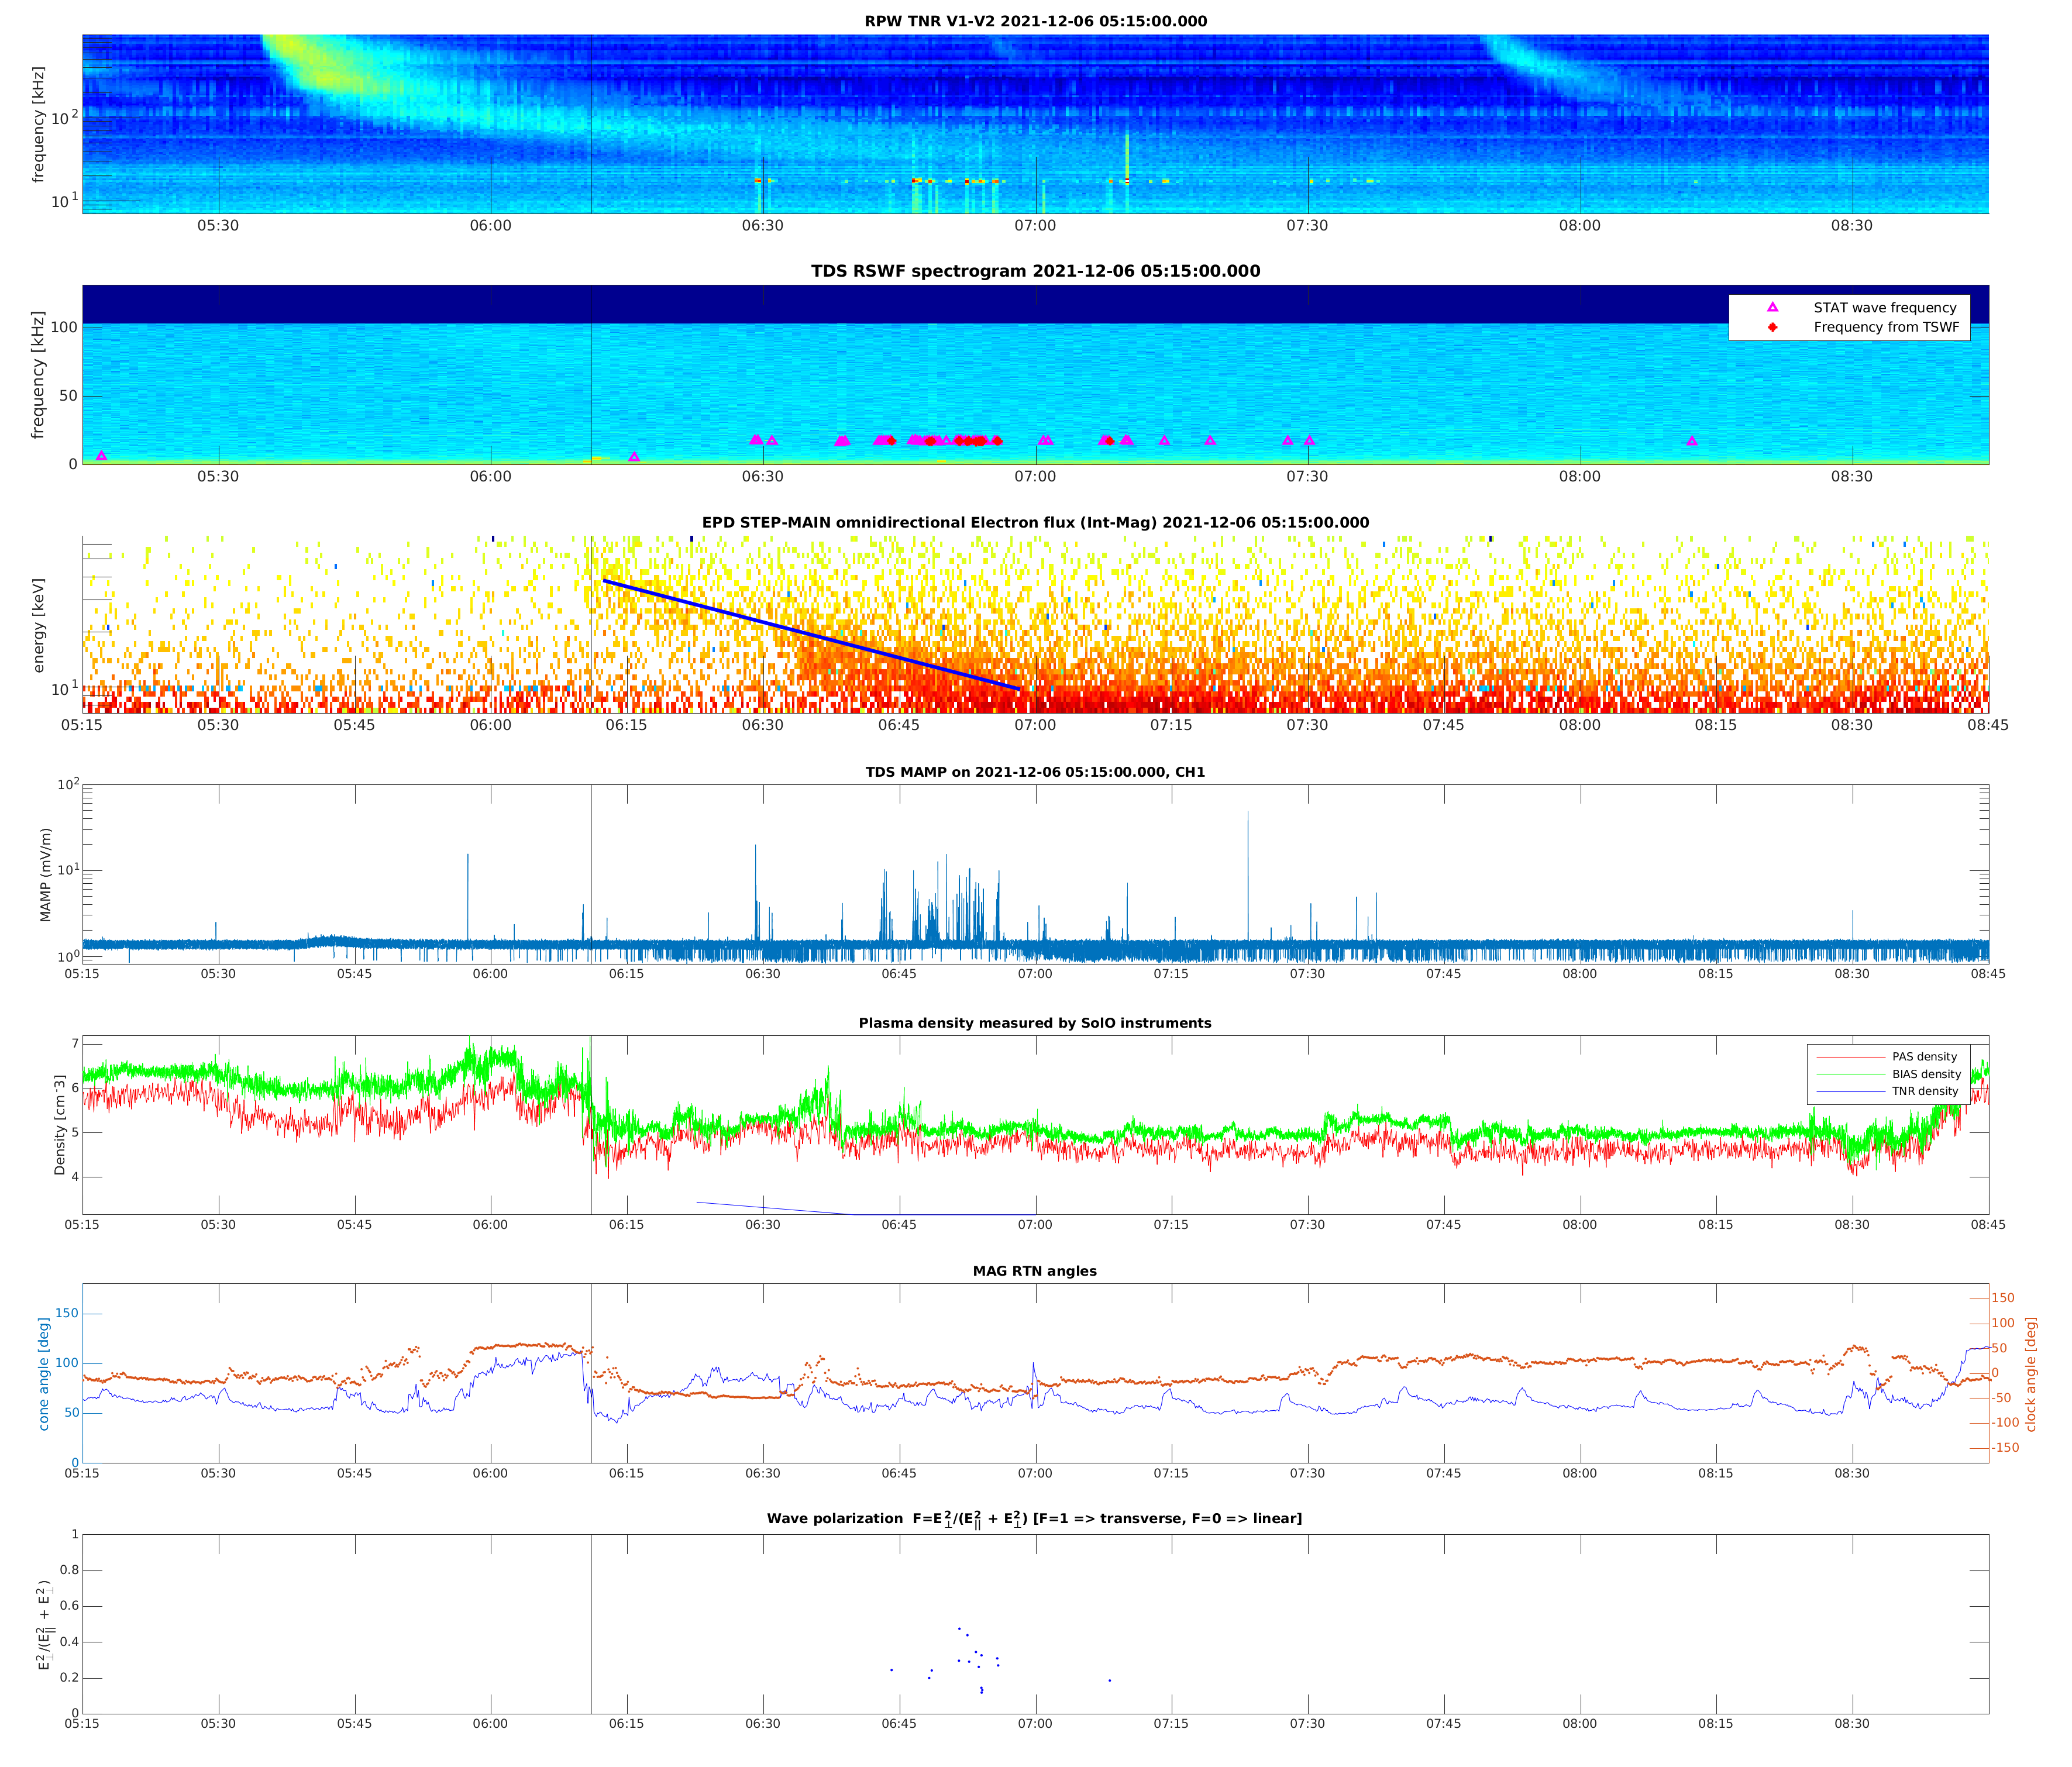 RPW TNR V1-V2 2021-12-06 05:15:00.000
frequency [kHz]
10^2
10^1
05:30 06:00 06:30 07:00 07:30 08:00 08:30
TDS RSWF spectrogram 2021-12-06 05:15:00.000
frequency [kHz]
100
50
0
STAT wave frequency
Frequency from TSWF
05:30 06:00 06:30 07:00 07:30 08:00 08:30
EPD STEP-MAIN omnidirectional Electron flux (Int-Mag) 2021-12-06 05:15:00.000
energy [keV]
10^1
05:15 05:30 05:45 06:00 06:15 06:30 06:45 07:00 07:15 07:30 07:45 08:00 08:15 08:30 08:45
TDS MAMP on 2021-12-06 05:15:00.000, CH1
MAMP (mV/m)
10^2
10^1
10^0
05:15 05:30 05:45 06:00 06:15 06:30 06:45 07:00 07:15 07:30 07:45 08:00 08:15 08:30 08:45
Plasma density measured by SolO instruments
Density [cm^-3]
7
6
5
4
PAS density
BIAS density
TNR density
05:15 05:30 05:45 06:00 06:15 06:30 06:45 07:00 07:15 07:30 07:45 08:00 08:15 08:30 08:45
MAG RTN angles
cone angle [deg]
150
100
50
0
150
100
50
0
-50
-100
-150
clock angle [deg]
05:15 05:30 05:45 06:00 06:15 06:30 06:45 07:00 07:15 07:30 07:45 08:00 08:15 08:30
Wave polarization F=E⊥^2/(E||^2 + E⊥^2) [F=1 => transverse, F=0 => linear]
E⊥^2/(E||^2 + E⊥^2)
1
0.8
0.6
0.4
0.2
0
05:15 05:30 05:45 06:00 06:15 06:30 06:45 07:00 07:15 07:30 07:45 08:00 08:15 08:30